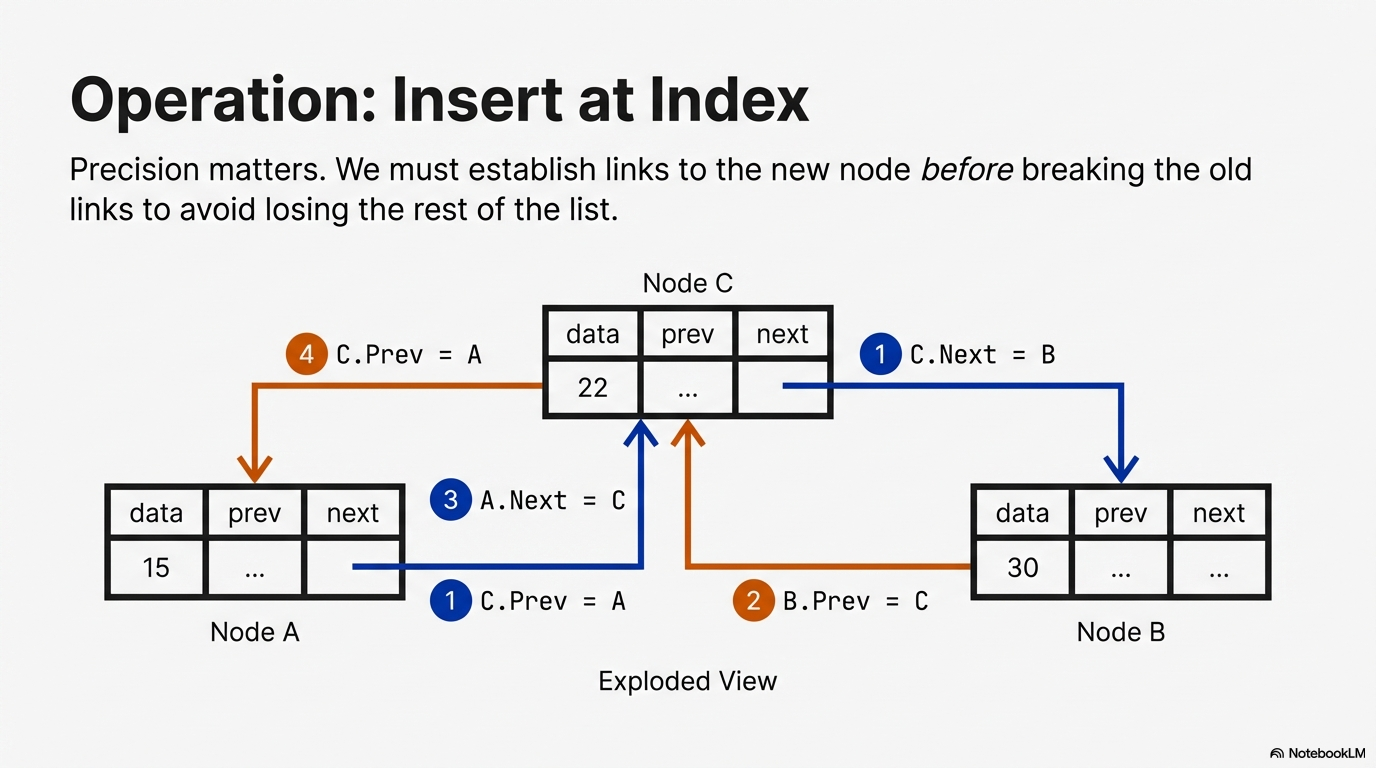 Operation: Insert at Index
Precision matters. We must establish links to the new node before breaking the old
links to avoid losing the rest of the list.
Node C
data prev next
22 ...
4 C.Prev = A
1 C.Next = B
data prev next
15 ...
Node A
3 A.Next = C
1 C.Prev = A
2 B.Prev = C
data prev next
30 ... ...
Node B
Exploded View
NotebookLM